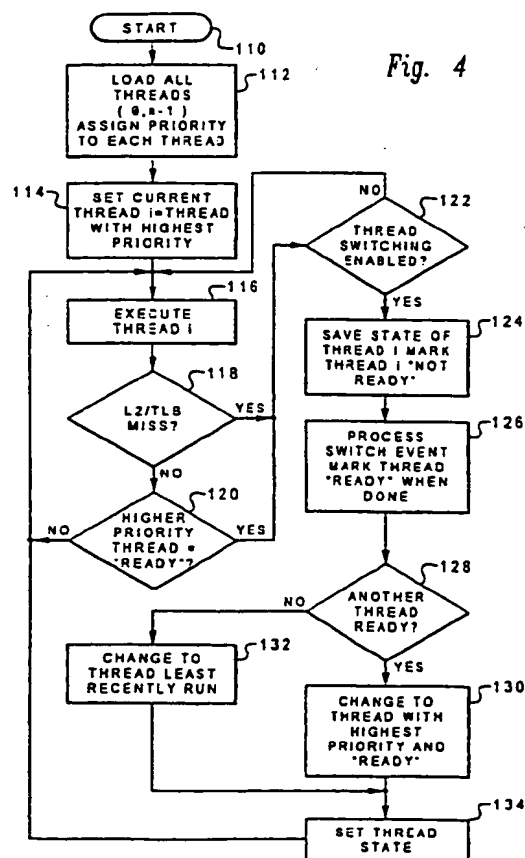 START
110
Fig. 4
112
LOAD ALL
THREADS
(0,n-1)
ASSIGN PRIORITY
TO EACH THREAD
114
SET CURRENT
THREAD i=THREAD
WITH HIGHEST
PRIORITY
116
EXECUTE
THREAD i
118
L2/TLB
MISS?
YES
NO
120
HIGHER
PRIORITY
THREAD =
"READY"?
NO
YES
NO
122
THREAD
SWITCHING
ENABLED?
YES
124
SAVE STATE OF
THREAD I MARK
THREAD I "NOT
READY"
126
PROCESS
SWITCH EVENT
MARK THREAD
"READY" WHEN
DONE
128
ANOTHER
THREAD
READY?
NO
YES
132
CHANGE TO
THREAD LEAST
RECENTLY RUN
130
CHANGE TO
THREAD WITH
HIGHEST
PRIORITY AND
"READY"
134
SET THREAD
STATE